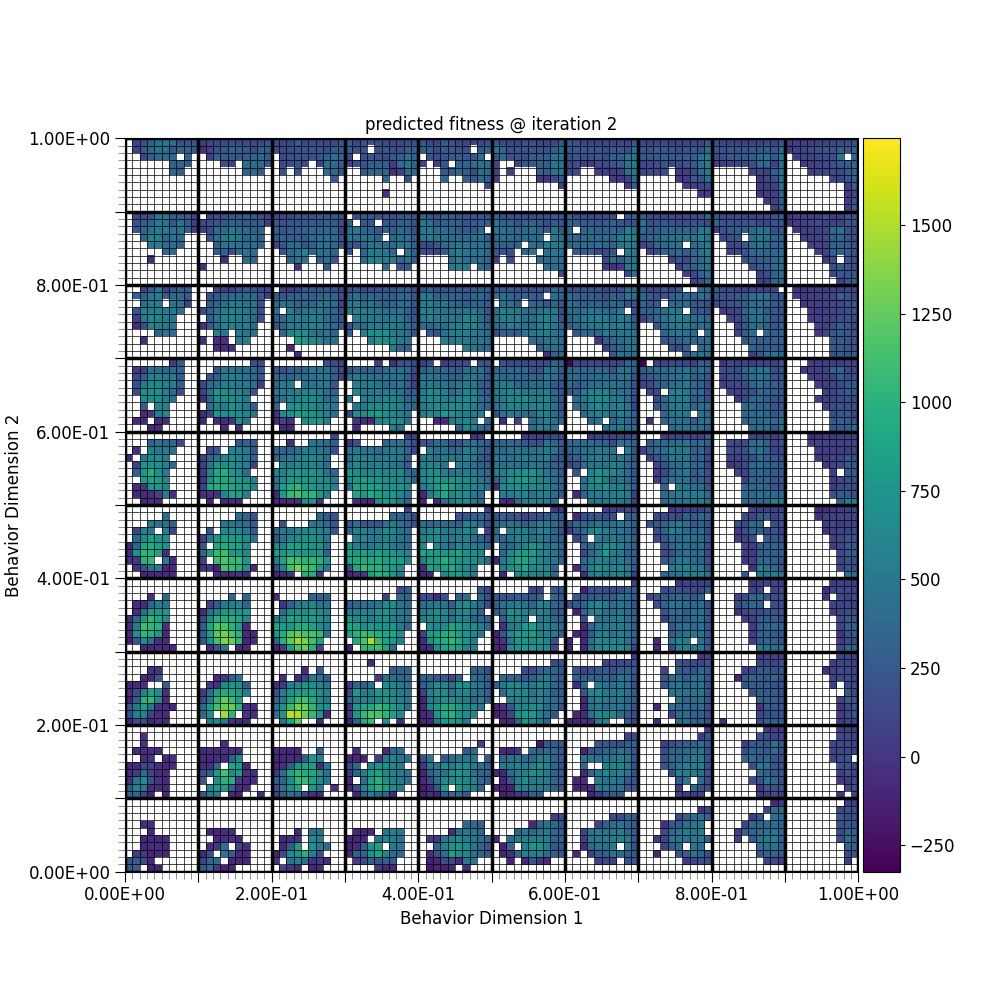 predicted fitness @ iteration 2
1.00E+00
8.00E-01
6.00E-01
4.00E-01
2.00E-01
0.00E+00
Behavior Dimension 2
0.00E+00 2.00E-01 4.00E-01 6.00E-01 8.00E-01 1.00E+00
Behavior Dimension 1
1500
1250
1000
750
500
250
0
−250